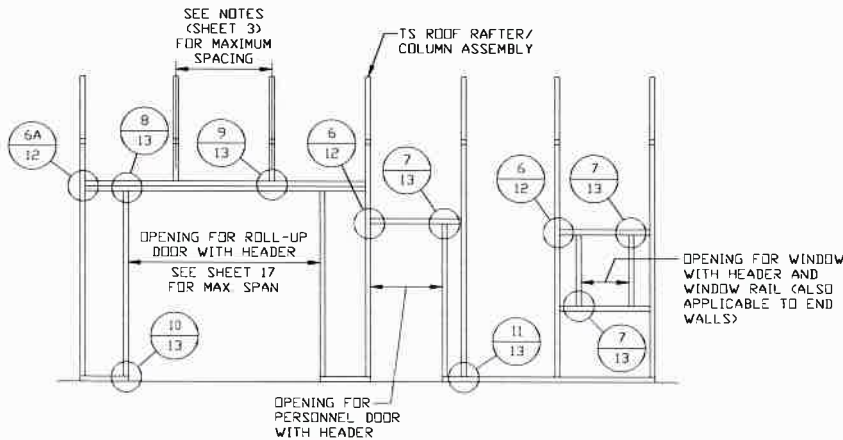 SEE NOTES
(SHEET 3)
FOR MAXIMUM
SPACING
TS ROOF RAFTER/
COLUMN ASSEMBLY
6A
12
8
13
9
13
6
12
7
13
6
12
7
13
OPENING FOR ROLL-UP
DOOR WITH HEADER
SEE SHEET 17
FOR MAX. SPAN
OPENING FOR WINDOW
WITH HEADER AND
WINDOW RAIL (ALSO
APPLICABLE TO END
WALLS)
10
13
11
13
7
13
OPENING FOR
PERSONNEL DOOR
WITH HEADER